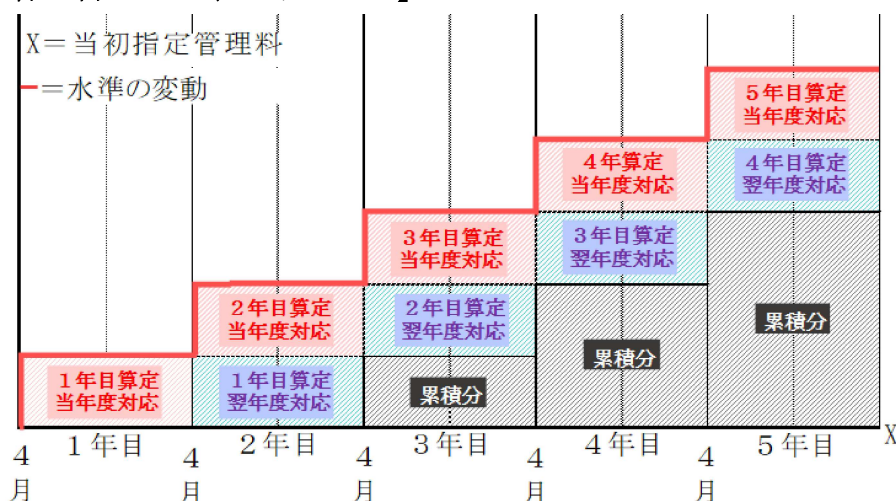 X＝当初指定管理料
＝水準の変動
５年目算定
当年度対応
４年算定
当年度対応
４年目算定
翌年度対応
３年目算定
当年度対応
３年目算定
翌年度対応
２年目算定
当年度対応
２年目算定
翌年度対応
累積分
累積分
１年目算定
当年度対応
１年目算定
翌年度対応
累積分
X
１年目
２年目
３年目
４年目
５年目
４月
４月
４月
４月
４月